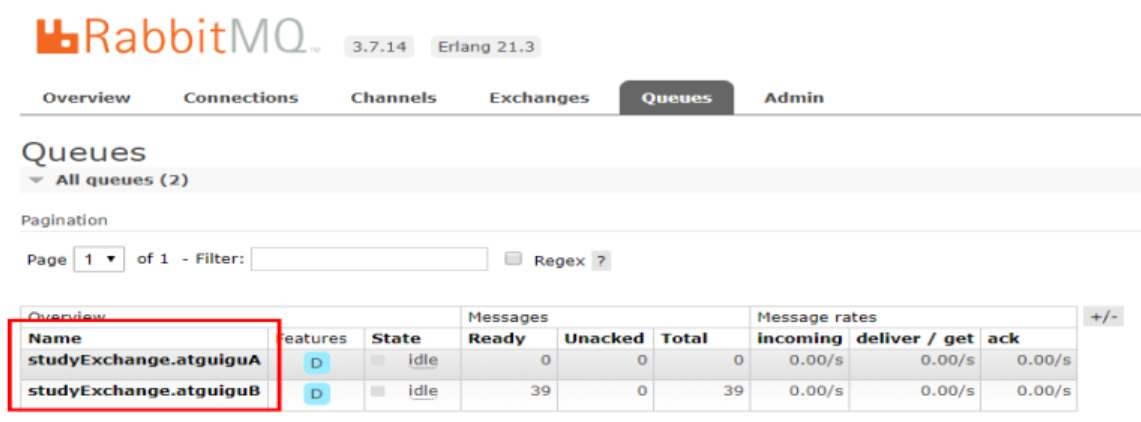 RabbitMQ TM 3.7.14 Erlang 21.3
Overview Connections Channels Exchanges Queues Admin
Queues
All queues (2)
Pagination
Page 1 of 1 - Filter: Regex ?
Overview Messages Message rates +/-
Name Features State Ready Unacked Total incoming deliver / get ack
studyExchange.atguiguA D idle 0 0 0 0.00/s 0.00/s 0.00/s
studyExchange.atguiguB D idle 39 0 39 0.00/s 0.00/s 0.00/s